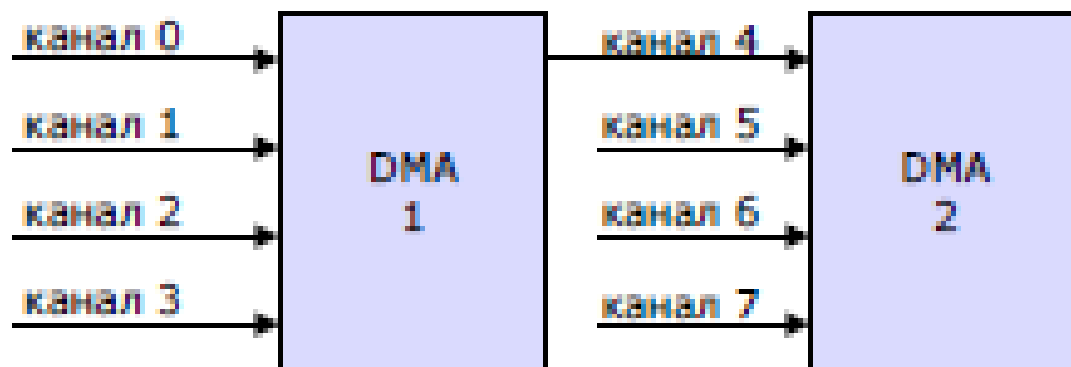 канал 0
канал 1
канал 2
канал 3
DMA
1
канал 4
канал 5
канал 6
канал 7
DMA
2